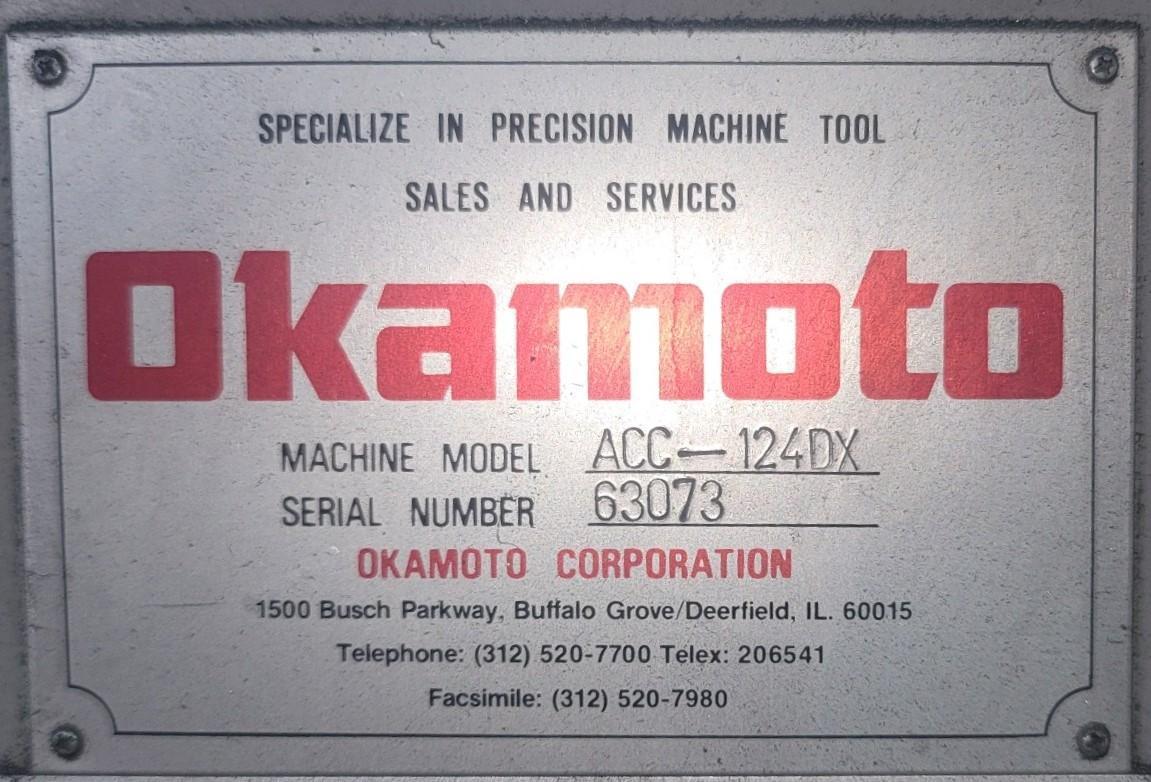 SPECIALIZE IN PRECISION MACHINE TOOL
SALES AND SERVICES
Okamoto
MACHINE MODEL ACC-124DX
SERIAL NUMBER 63073
OKAMOTO CORPORATION
1500 Busch Parkway, Buffalo Grove/Deerfield, IL. 60015
Telephone: (312) 520-7700 Telex: 206541
Facsimile: (312) 520-7980